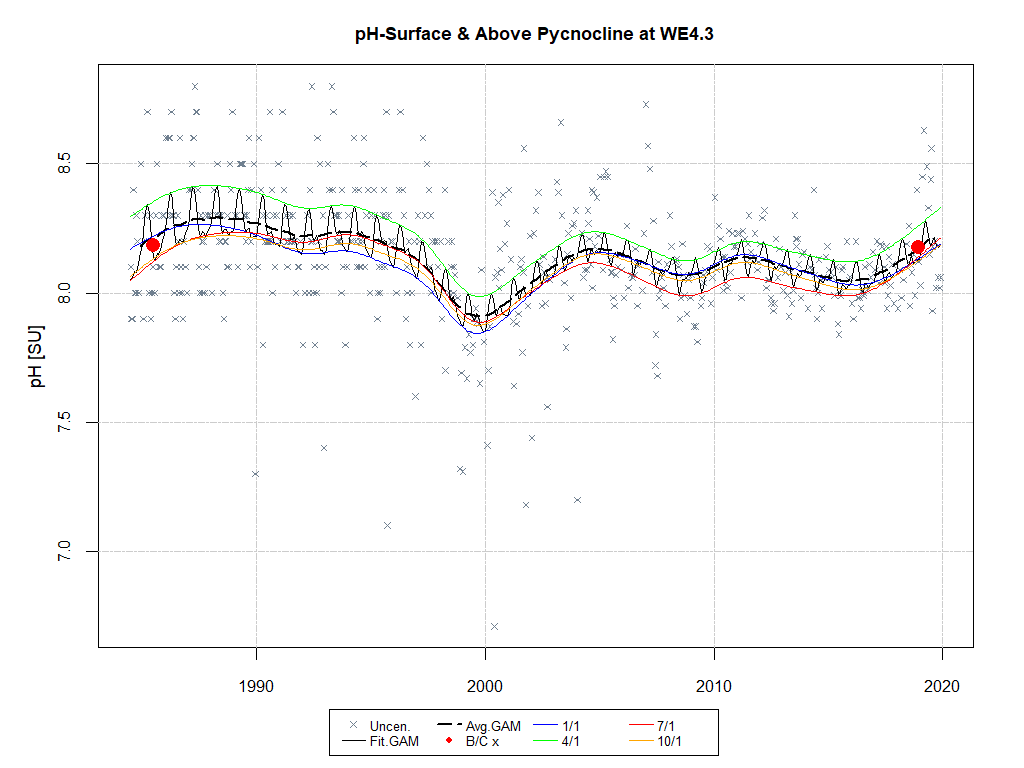 pH-Surface & Above Pycnocline at WE4.3
pH [SU]
8.5
8.0
7.5
7.0
1990 2000 2010 2020
Uncen. Avg.GAM 1/1 7/1
Fit.GAM B/C x 4/1 10/1